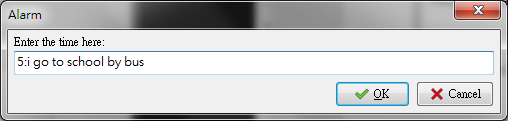 Alarm
Enter the time here:
5:i go to school by bus
OK
Cancel